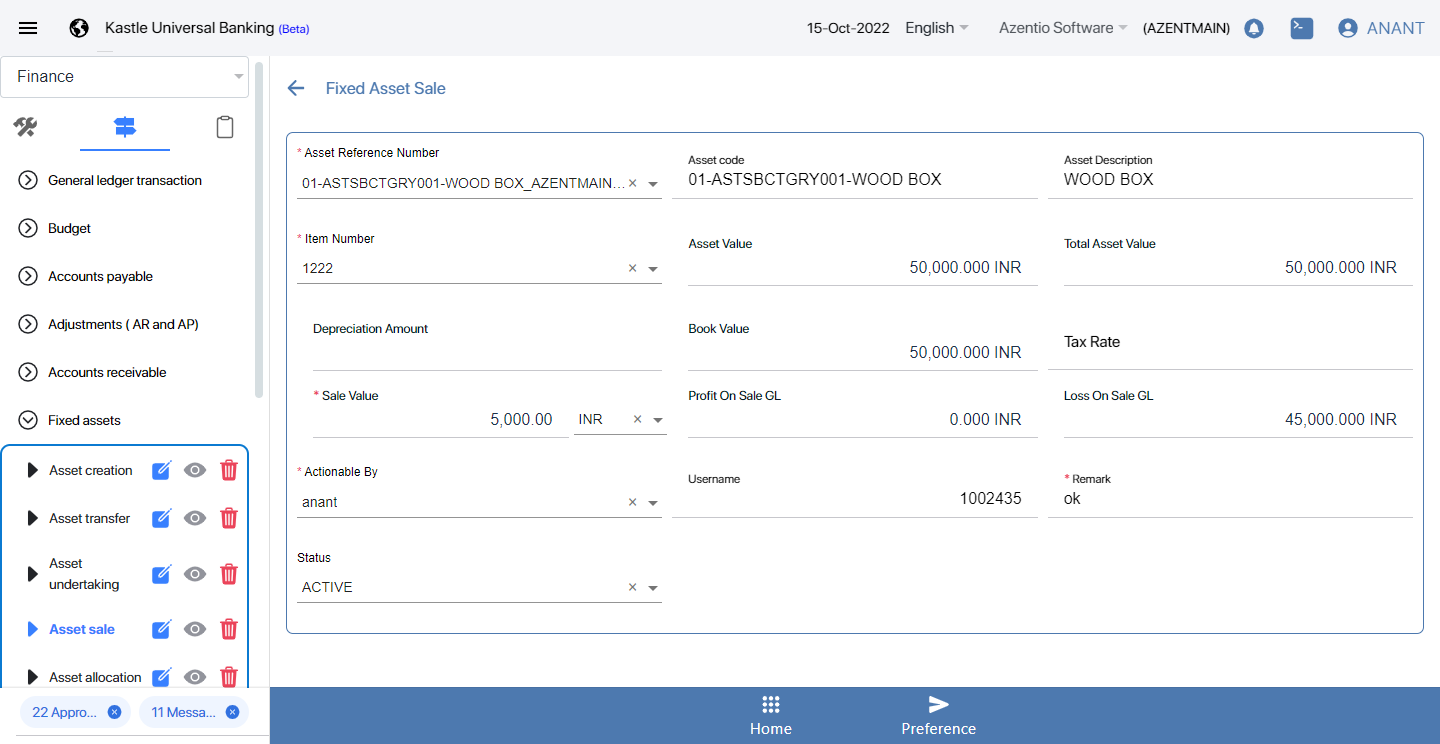 Kastle Universal Banking (Beta)
15-Oct-2022
English
Azentio Software
(AZENTMAIN)
ANANT
Finance
General ledger transaction
Budget
Accounts payable
Adjustments ( AR and AP)
Accounts receivable
Fixed assets
Asset creation
Asset transfer
Asset
undertaking
Asset sale
Asset allocation
22 Appro...
11 Messa...
Fixed Asset Sale
* Asset Reference Number
01-ASTSBCTGRY001-WOOD BOX_AZENTMAIN...
Asset code
01-ASTSBCTGRY001-WOOD BOX
Asset Description
WOOD BOX
* Item Number
1222
Asset Value
50,000.000 INR
Total Asset Value
50,000.000 INR
Depreciation Amount
Book Value
50,000.000 INR
Tax Rate
* Sale Value
5,000.00
INR
Profit On Sale GL
0.000 INR
Loss On Sale GL
45,000.000 INR
* Actionable By
anant
Username
1002435
* Remark
ok
Status
ACTIVE
Home
Preference